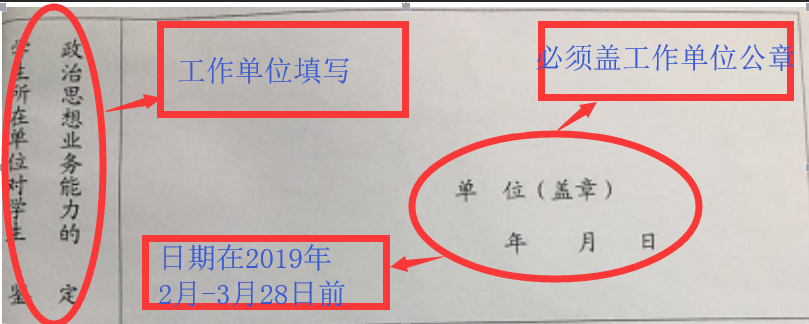 学生所在单位对学生
政治思想业务能力的
鉴 定
工作单位填写
必须盖工作单位公章
单 位（盖章）
年 月 日
日期在2019年
2月-3月28日前